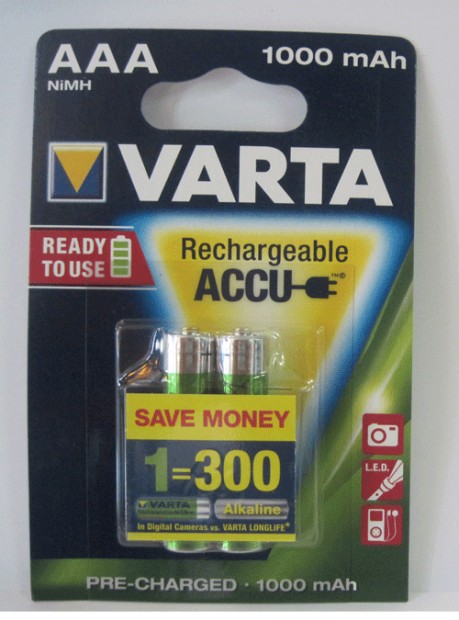 AAA
1000 mAh
NiMH
VARTA
READY
TO USE
Rechargeable
ACCU ™©
SAVE MONEY
1=300
VARTA
Alkaline
In Digital Cameras vs. VARTA LONGLIFE*
L.E.D.
PRE-CHARGED · 1000 mAh